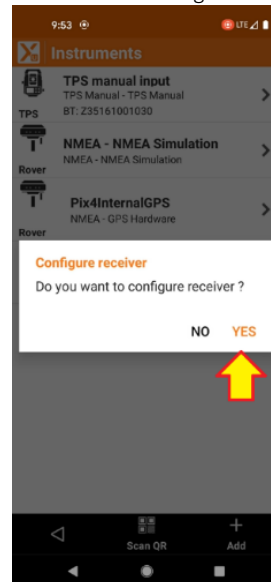 9:53
LTE
Instruments
TPS manual input
TPS Manual - TPS Manual
BT: Z35161001030
TPS
NMEA - NMEA Simulation
NMEA - NMEA Simulation
Rover
Pix4InternalGPS
NMEA - GPS Hardware
Rover
Configure receiver
Do you want to configure receiver ?
NO YES
Scan QR Add